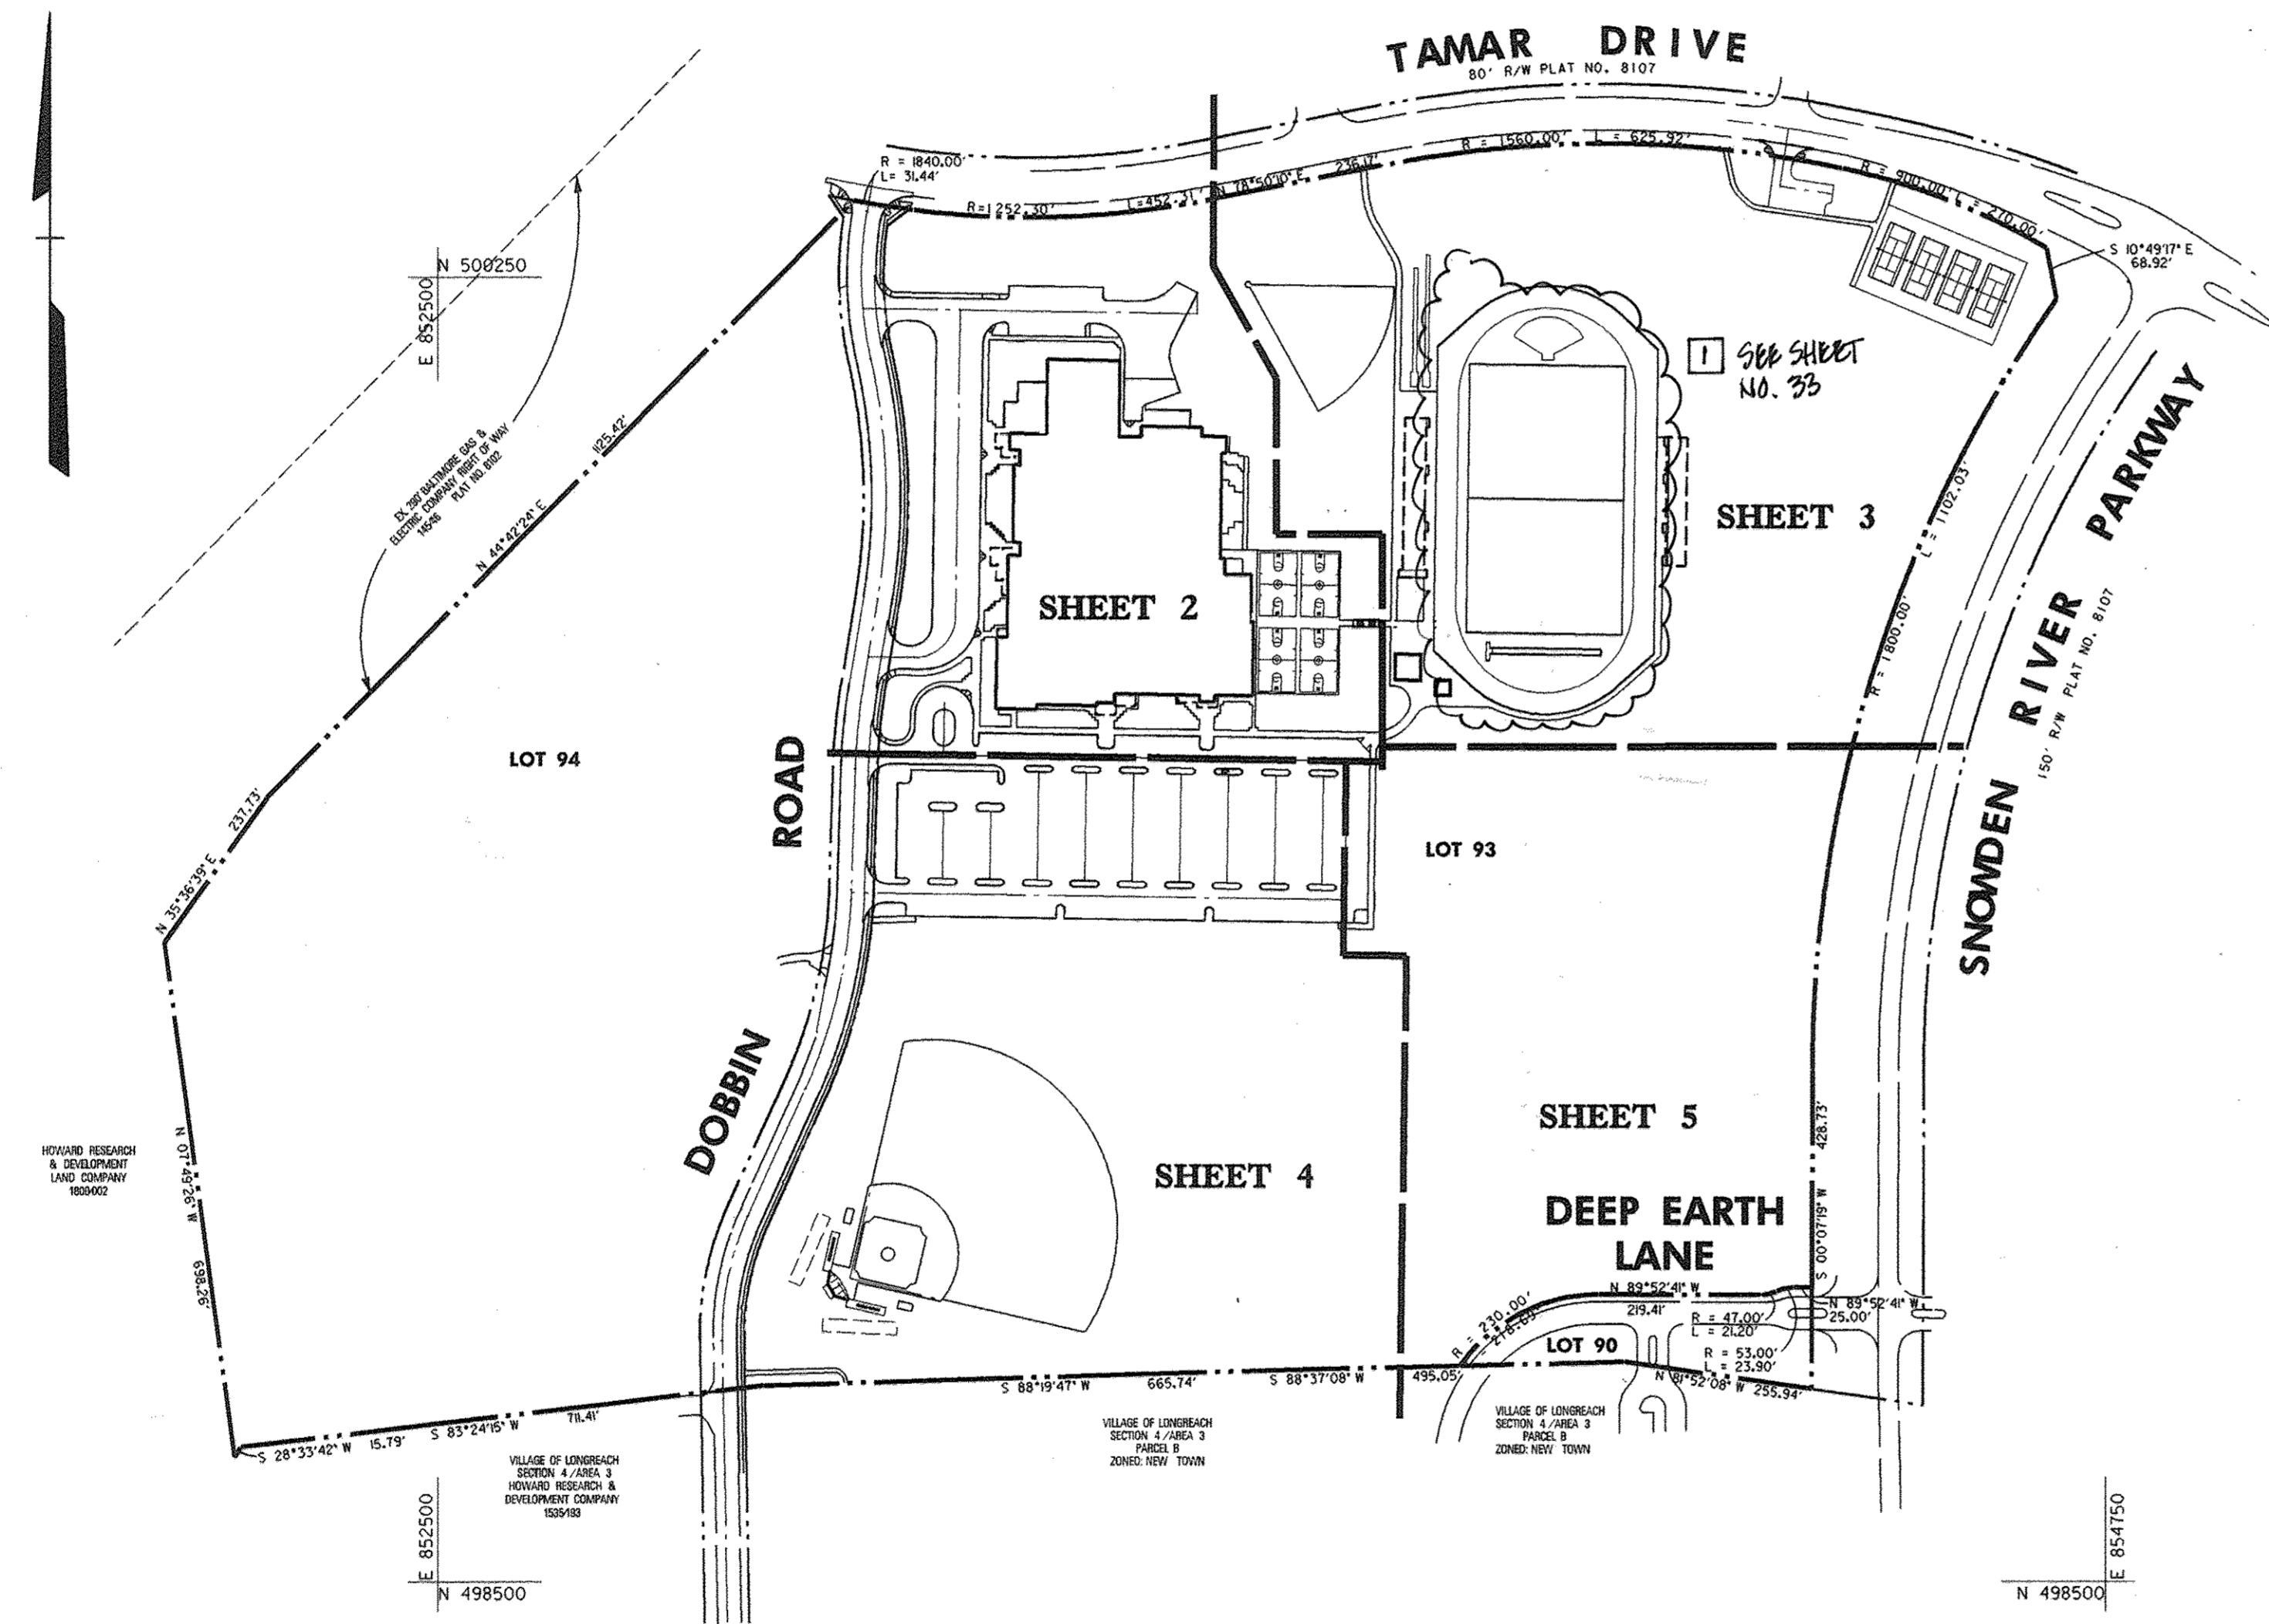 TAMAR DRIVE
80' R/W PLAT NO. 8107
R = 1840.00'
L= 31.44'
R=1252.30'
L=452.31'
N 78°50'10" E
236.17'
R = 1560.00'
L = 625.92'
R = 900.00'
L = 270.00'
S 10°49'17" E
68.92'
N 500250
E 852500
1 SEE SHEET
NO. 33
1125.42'
EX. 290' BALTIMORE GAS &
ELECTRIC COMPANY RIGHT OF WAY
145/46 PLAT NO. 8102
N 44°42'24" E
SHEET 3
L = 1102.03'
R = 1800.00'
SNOWDEN RIVER PARKWAY
150' R/W PLAT NO. 8107
SHEET 2
LOT 94
237.73'
N 35°36'39" E
DOBBIN ROAD
LOT 93
SHEET 5
SHEET 4
428.73'
S 00°07'19" W
HOWARD RESEARCH
& DEVELOPMENT
LAND COMPANY
N 07°49'26" W
698.26'
DEEP EARTH
LANE
N 89°52'41" W
219.41'
R = 230.00'
N 89°52'41" W
25.00'
R = 47.00'
L = 21.20'
LOT 90
R = 53.00'
L = 23.90'
N 81°52'08" W
255.94'
S 88°19'47" W
665.74'
S 88°37'08" W
495.05'
S 28°33'42" W
15.79'
S 83°24'15" W
711.41'
VILLAGE OF LONGREACH
SECTION 4 /AREA 3
HOWARD RESEARCH &
DEVELOPMENT COMPANY
VILLAGE OF LONGREACH
SECTION 4 /AREA 3
PARCEL B
ZONED: NEW TOWN
VILLAGE OF LONGREACH
SECTION 4 /AREA 3
PARCEL B
ZONED: NEW TOWN
E 852500
N 498500
E 854750
N 498500